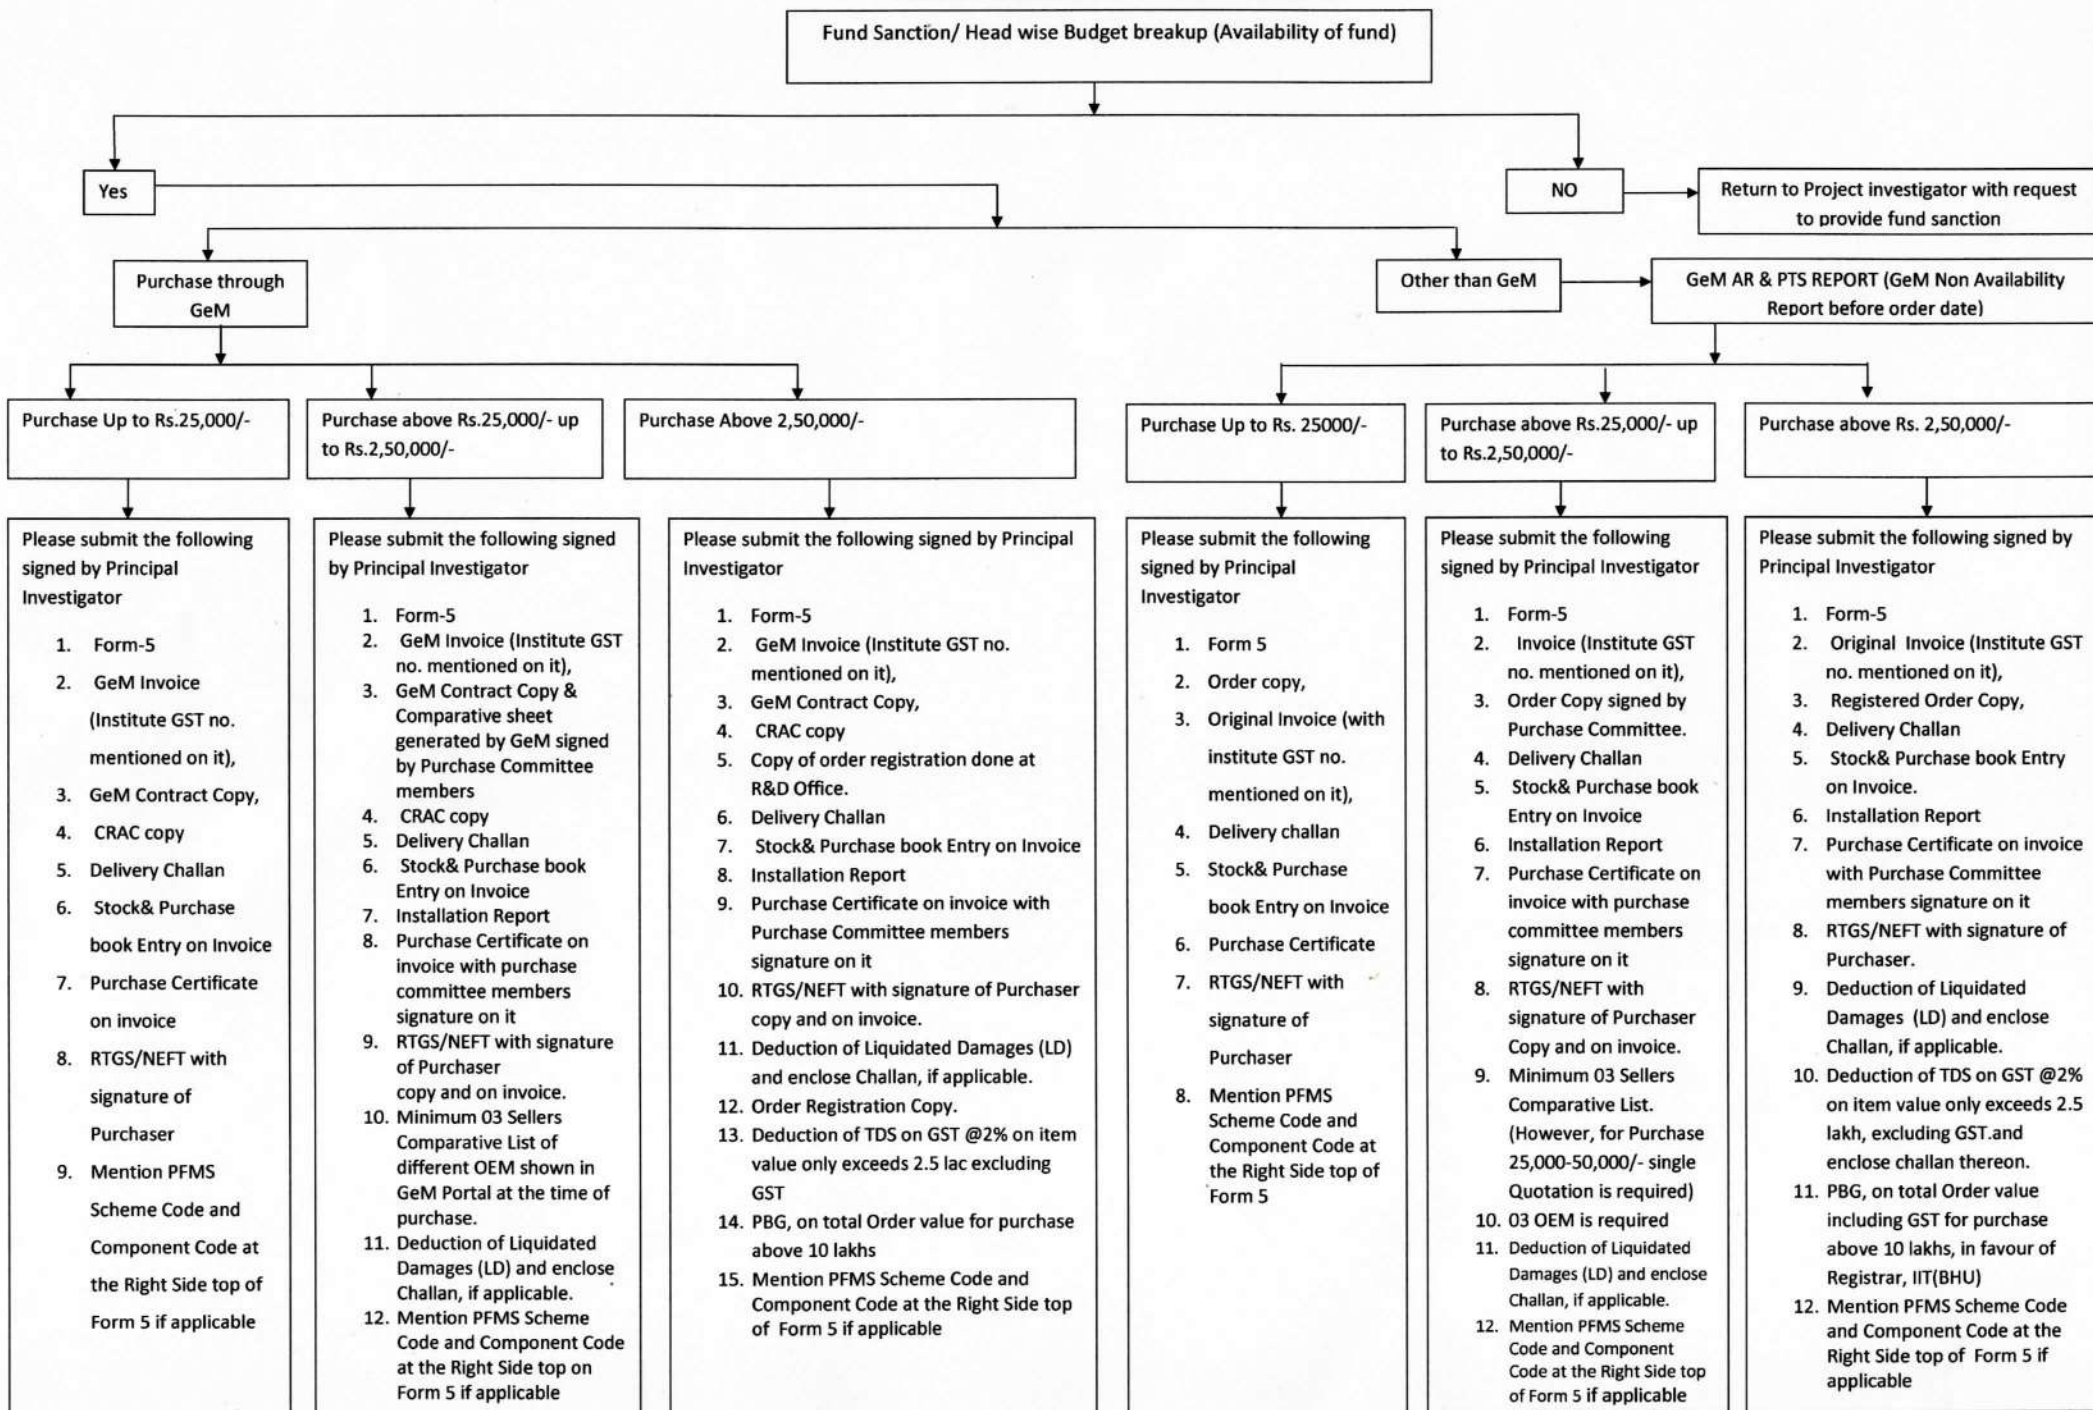 Fund Sanction/ Head wise Budget breakup (Availability of fund)
Yes
NO
Return to Project investigator with request
to provide fund sanction
Purchase through
GeM
Other than GeM
GeM AR & PTS REPORT (GeM Non Availability
Report before order date)
Purchase Up to Rs.25,000/-
Purchase above Rs.25,000/- up
to Rs.2,50,000/-
Purchase Above 2,50,000/-
Purchase Up to Rs. 25000/-
Purchase above Rs.25,000/- up
to Rs.2,50,000/-
Purchase above Rs. 2,50,000/-
Please submit the following
signed by Principal
Investigator
1. Form-5
2. GeM Invoice
(Institute GST no.
mentioned on it),
3. GeM Contract Copy,
4. CRAC copy
5. Delivery Challan
6. Stock& Purchase
book Entry on Invoice
7. Purchase Certificate
on invoice
8. RTGS/NEFT with
signature of
Purchaser
9. Mention PFMS
Scheme Code and
Component Code at
the Right Side top of
Form 5 if applicable
Please submit the following signed
by Principal Investigator
1. Form-5
2. GeM Invoice (Institute GST
no. mentioned on it),
3. GeM Contract Copy &
Comparative sheet
generated by GeM signed
by Purchase Committee
members
4. CRAC copy
5. Delivery Challan
6. Stock& Purchase book
Entry on Invoice
7. Installation Report
8. Purchase Certificate on
invoice with purchase
committee members
signature on it
9. RTGS/NEFT with signature
of Purchaser
copy and on invoice.
10. Minimum 03 Sellers
Comparative List of
different OEM shown in
GeM Portal at the time of
purchase.
11. Deduction of Liquidated
Damages (LD) and enclose
Challan, if applicable.
12. Mention PFMS Scheme
Code and Component Code
at the Right Side top on
Form 5 if applicable
Please submit the following signed by Principal
Investigator
1. Form-5
2. GeM Invoice (Institute GST no.
mentioned on it),
3. GeM Contract Copy,
4. CRAC copy
5. Copy of order registration done at
R&D Office.
6. Delivery Challan
7. Stock& Purchase book Entry on Invoice
8. Installation Report
9. Purchase Certificate on invoice with
Purchase Committee members
signature on it
10. RTGS/NEFT with signature of Purchaser
copy and on invoice.
11. Deduction of Liquidated Damages (LD)
and enclose Challan, if applicable.
12. Order Registration Copy.
13. Deduction of TDS on GST @2% on item
value only exceeds 2.5 lac excluding
GST
14. PBG, on total Order value for purchase
above 10 lakhs
15. Mention PFMS Scheme Code and
Component Code at the Right Side top
of Form 5 if applicable
Please submit the following
signed by Principal
Investigator
1. Form 5
2. Order copy,
3. Original Invoice (with
institute GST no.
mentioned on it),
4. Delivery challan
5. Stock& Purchase
book Entry on Invoice
6. Purchase Certificate
7. RTGS/NEFT with
signature of
Purchaser
8. Mention PFMS
Scheme Code and
Component Code at
the Right Side top of
Form 5
Please submit the following
signed by Principal Investigator
1. Form-5
2. Invoice (Institute GST
no. mentioned on it),
3. Order Copy signed by
Purchase Committee.
4. Delivery Challan
5. Stock& Purchase book
Entry on Invoice
6. Installation Report
7. Purchase Certificate on
invoice with purchase
committee members
signature on it
8. RTGS/NEFT with
signature of Purchaser
Copy and on invoice.
9. Minimum 03 Sellers
Comparative List.
(However, for Purchase
25,000-50,000/- single
Quotation is required)
10. 03 OEM is required
11. Deduction of Liquidated
Damages (LD) and enclose
Challan, if applicable.
12. Mention PFMS Scheme
Code and Component
Code at the Right Side top
of Form 5 if applicable
Please submit the following signed by
Principal Investigator
1. Form-5
2. Original Invoice (Institute GST
no. mentioned on it),
3. Registered Order Copy,
4. Delivery Challan
5. Stock& Purchase book Entry
on Invoice.
6. Installation Report
7. Purchase Certificate on invoice
with Purchase Committee
members signature on it
8. RTGS/NEFT with signature of
Purchaser.
9. Deduction of Liquidated
Damages (LD) and enclose
Challan, if applicable.
10. Deduction of TDS on GST @2%
on item value only exceeds 2.5
lakh, excluding GST.and
enclose challan thereon.
11. PBG, on total Order value
including GST for purchase
above 10 lakhs, in favour of
Registrar, IIT(BHU)
12. Mention PFMS Scheme Code
and Component Code at the
Right Side top of Form 5 if
applicable